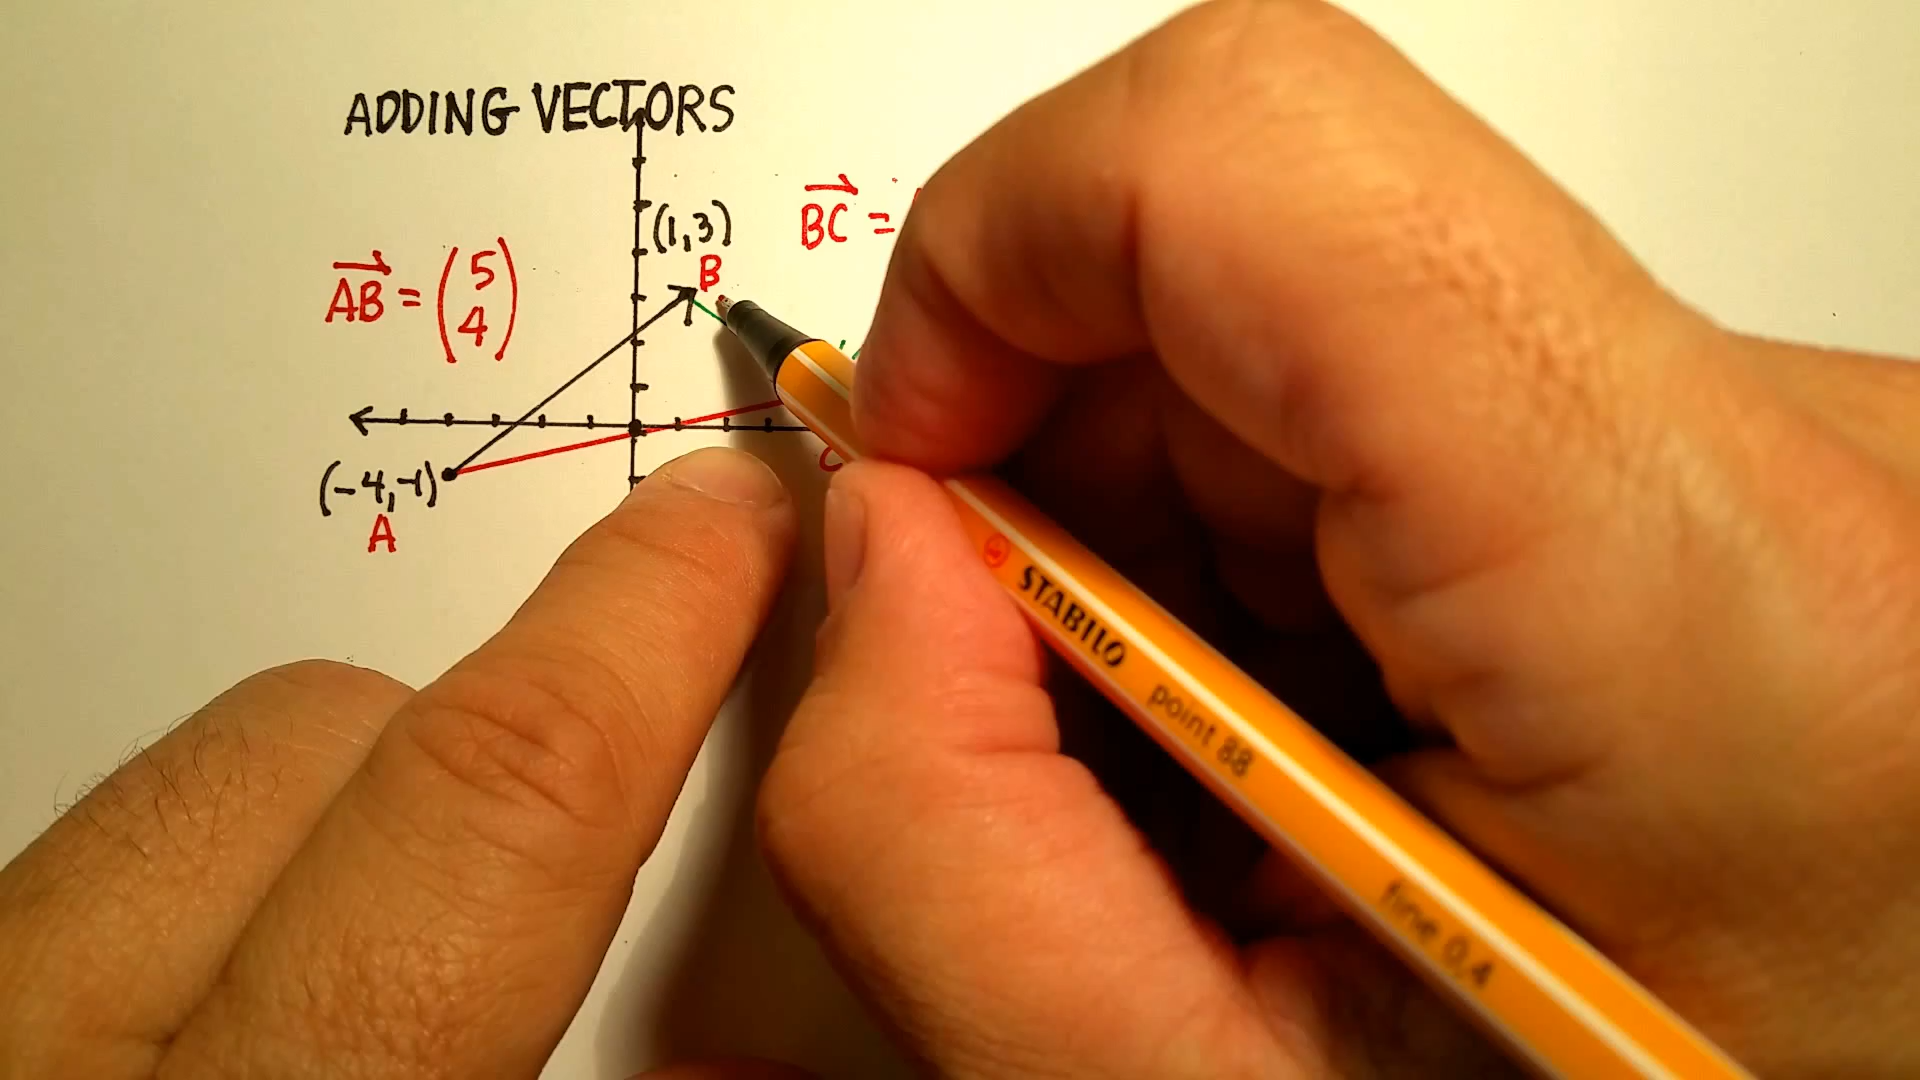 ADDING VECTORS
(1,3)
B
BC =
AB = (5
4)
(-4,-1)
A
C
STABILO point 88 fine 0,4